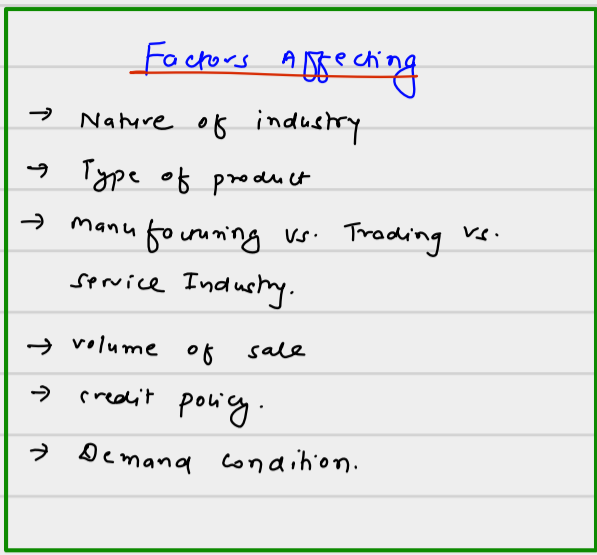 Factors Affecting
→ Nature of industry
→ Type of product
→ Manufacturing vs. Trading vs.
service Industry.
→ volume of sale
→ credit policy.
→ Demand condition.